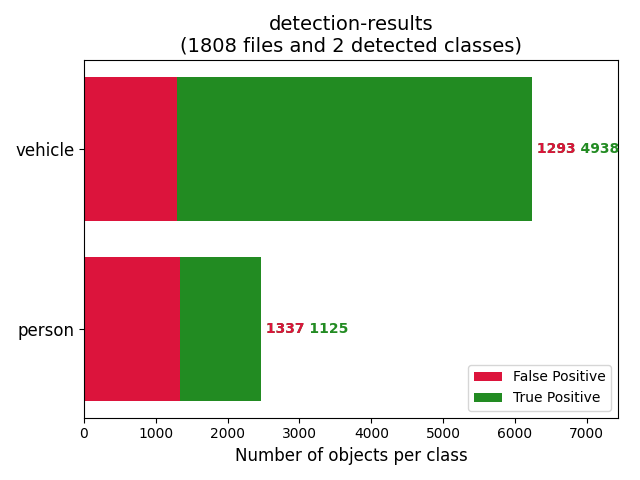 detection-results
(1808 files and 2 detected classes)
vehicle
1293 4938
person
1337 1125
False Positive
True Positive
0 1000 2000 3000 4000 5000 6000 7000
Number of objects per class